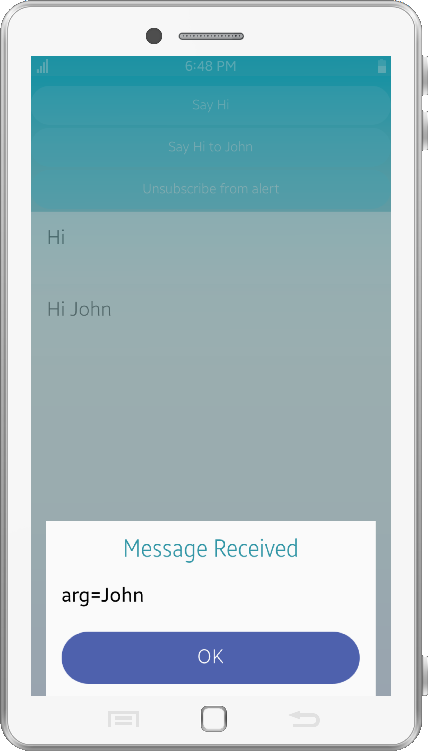 6:48 PM
Say Hi
Say Hi to John
Unsubscribe from alert
Hi
Hi John
Message Received
arg=John
OK